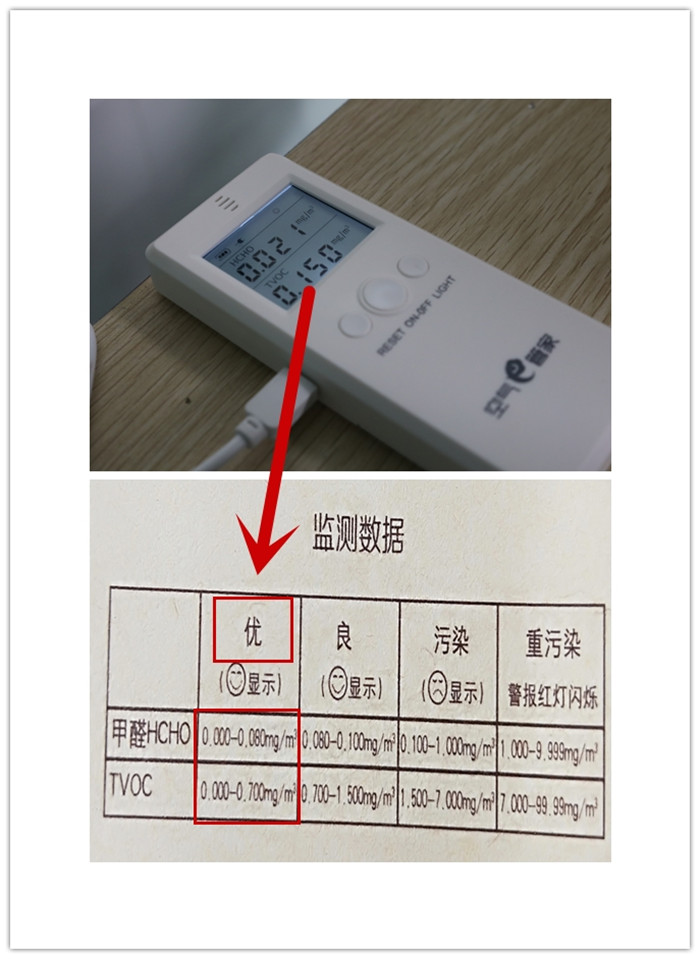 HCHO
0.021 mg/m³
TVOC
0.150 mg/m³
RESET ON-OFF LIGHT
空气e管家
监测数据
优 良 污染 重污染
(显示) (显示) (显示) 警报红灯闪烁
甲醛HCHO 0.000-0.080mg/m³ 0.080-0.100mg/m³ 0.100-1.000mg/m³ 1.000-9.999mg/m³
TVOC 0.000-0.700mg/m³ 0.700-1.500mg/m³ 1.500-7.000mg/m³ 7.000-99.99mg/m³